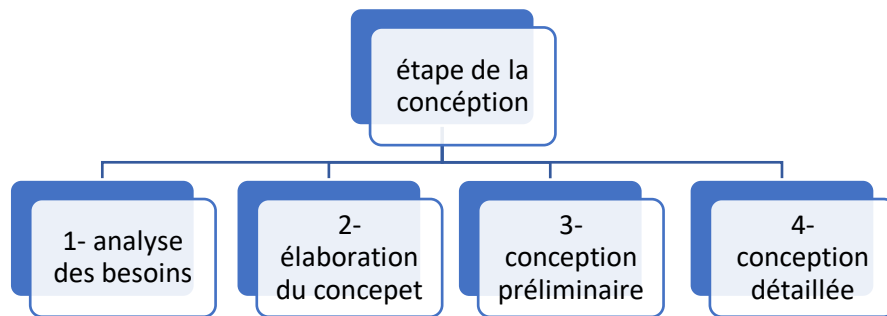 étape de la
concéption
1- analyse
des besoins
2-
élaboration
du concepet
3-
conception
préliminaire
4-
conception
détaillée